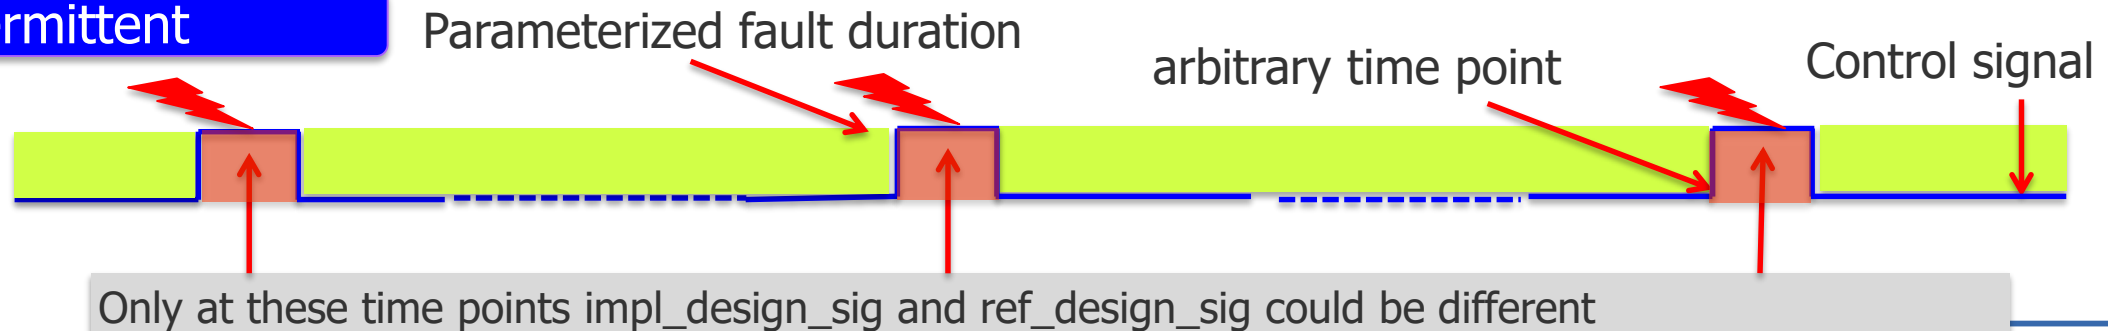 rmittent
Parameterized fault duration
arbitrary time point
Control signal
Only at these time points impl_design_sig and ref_design_sig could be different